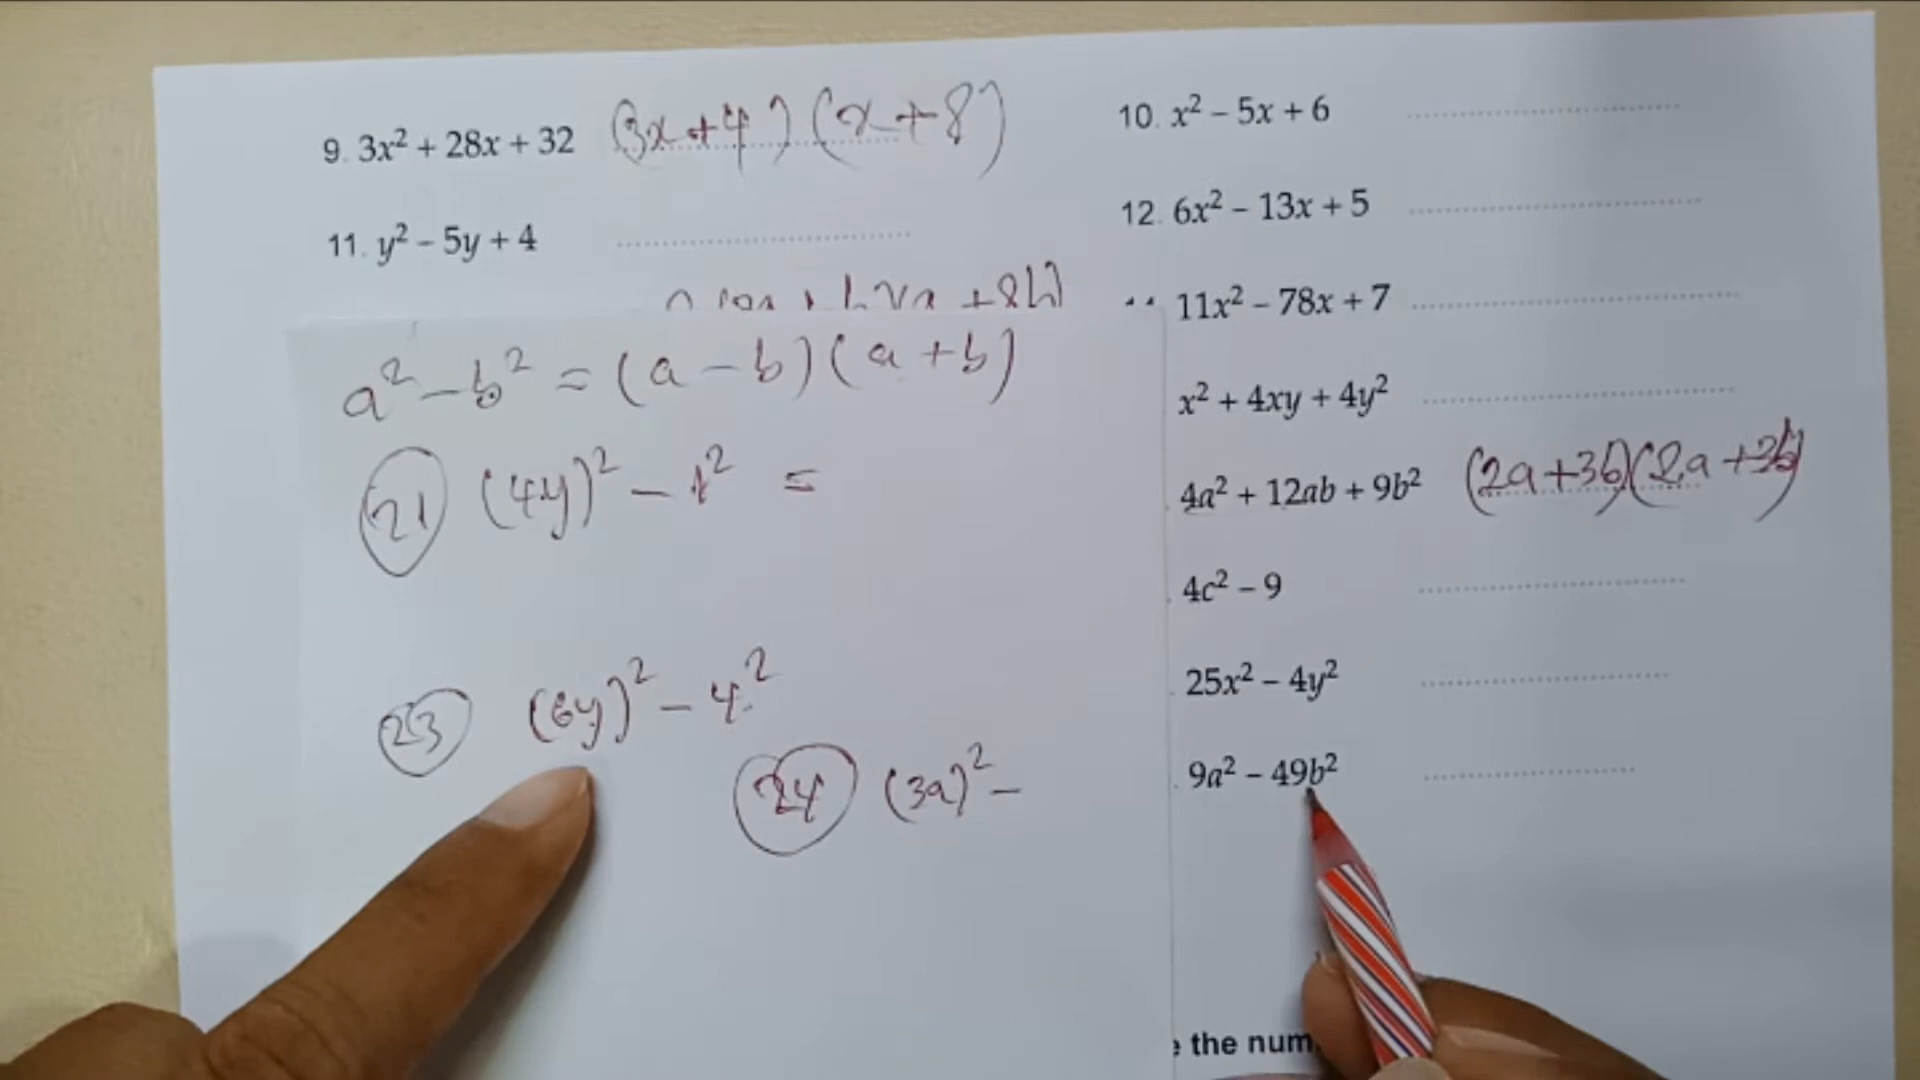 9. 3x² + 28x + 32 (3x+4)(x+8)
10. x² – 5x + 6
11. y² – 5y + 4
12. 6x² – 13x + 5
11x² – 78x + 7
a² – b² = (a – b)(a + b)
x² + 4xy + 4y²
(21) (4y)² – 1² =
4a² + 12ab + 9b² (2a+3b)(2a+3b)
4c² – 9
(23) (6y)² – 4²
25x² – 4y²
(24) (3a)² –
9a² – 49b²
the num